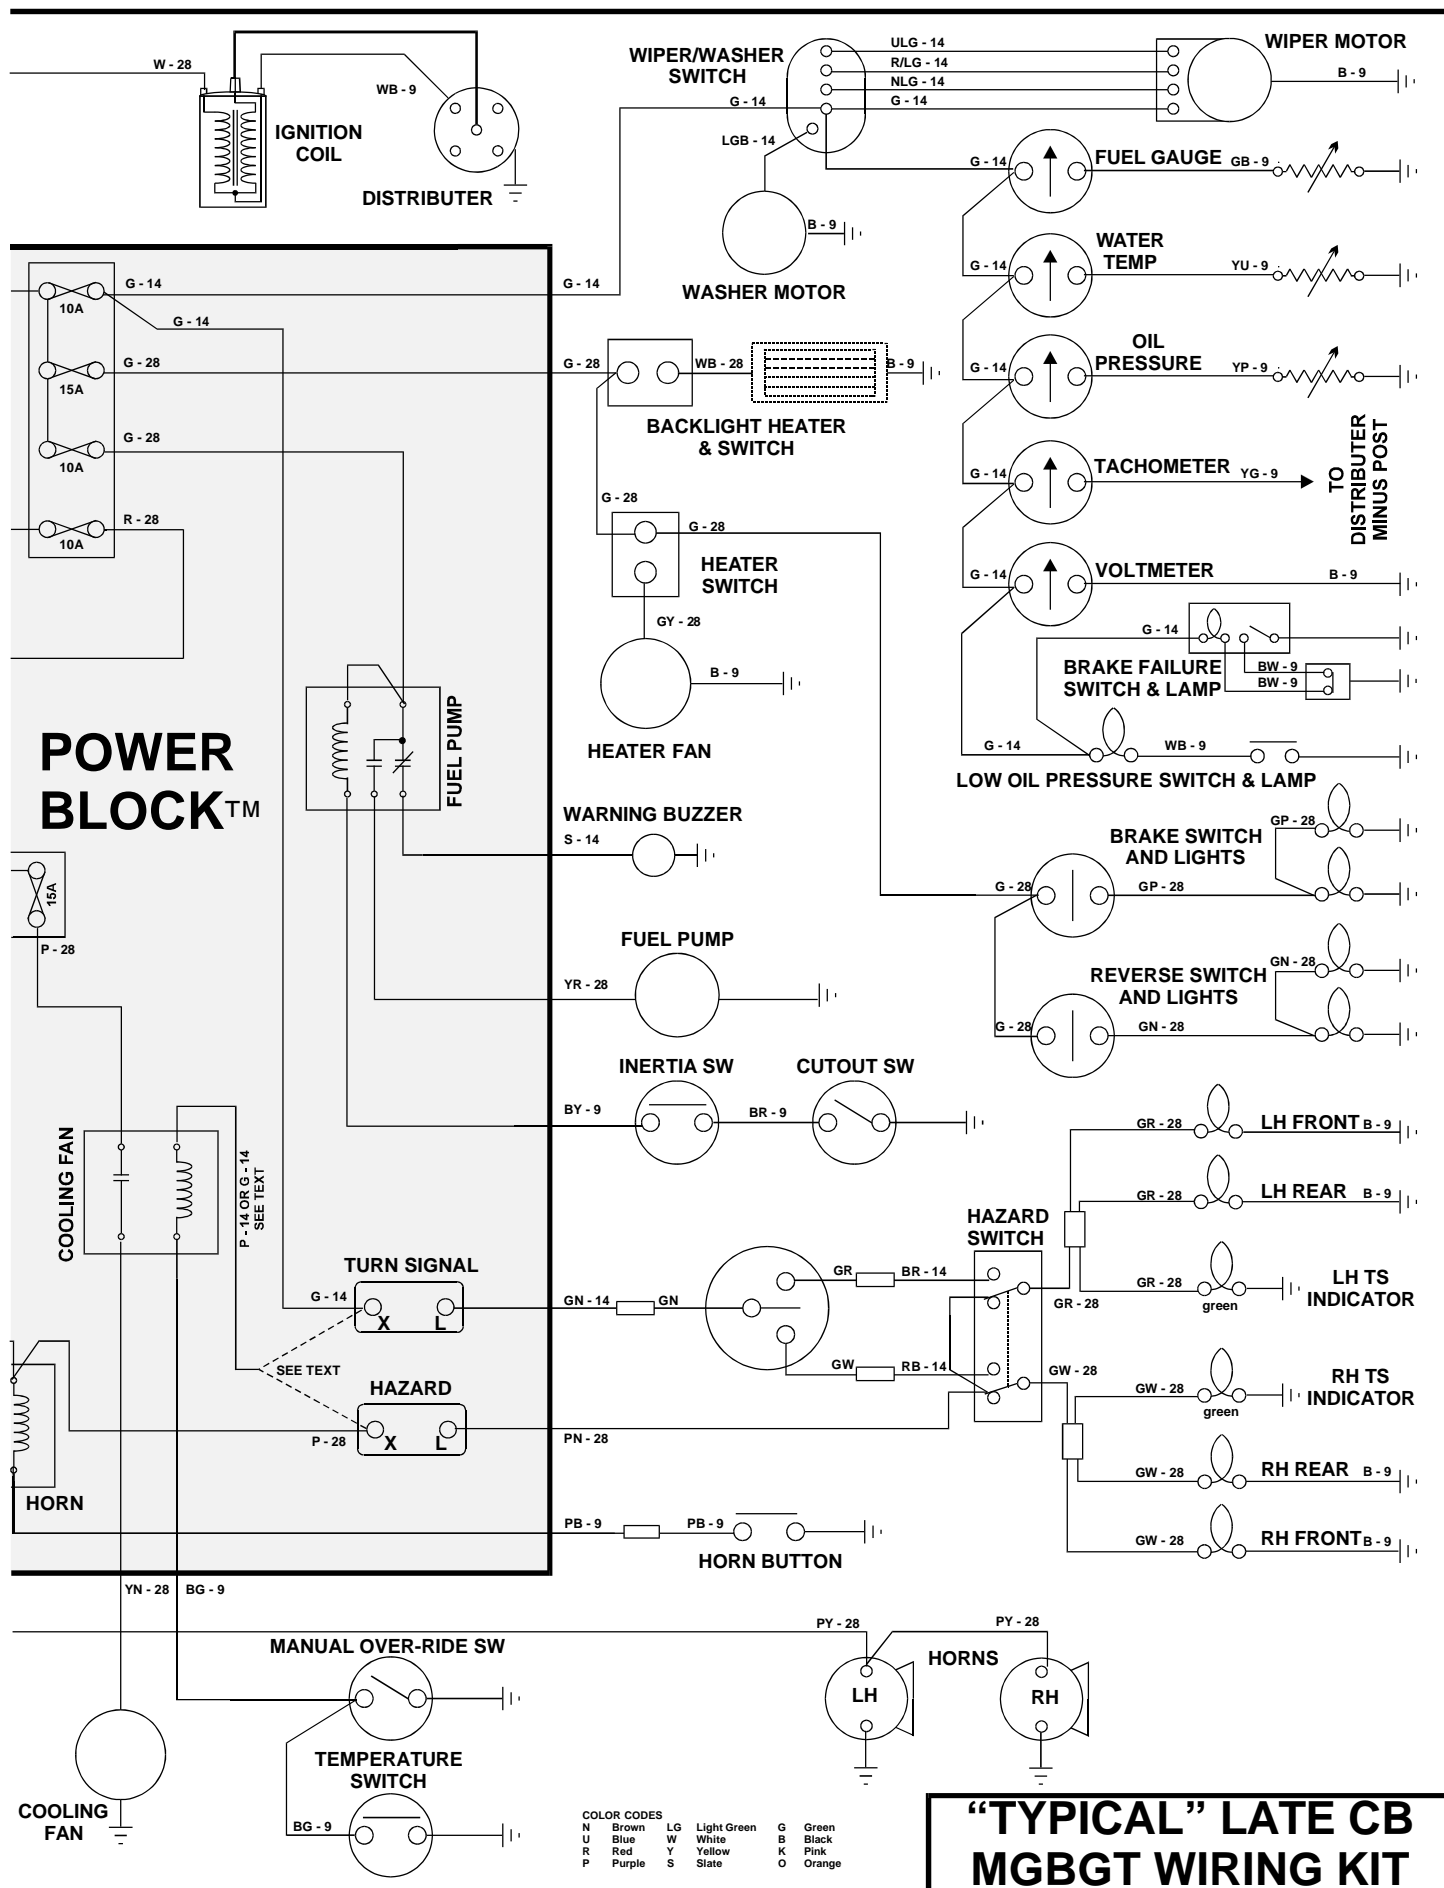 W - 28
WB - 9
IGNITION
COIL
DISTRIBUTER
WIPER/WASHER
SWITCH
G - 14
LGB - 14
ULG - 14
R/LG - 14
NLG - 14
G - 14
WIPER MOTOR
B - 9
B - 9
WASHER MOTOR
G - 14
FUEL GAUGE
GB - 9
G - 14
WATER
TEMP
YU - 9
G - 14
OIL
PRESSURE
YP - 9
G - 14
TACHOMETER
YG - 9
TO
DISTRIBUTER
MINUS POST
G - 14
VOLTMETER
B - 9
G - 14
BRAKE FAILURE
SWITCH & LAMP
BW - 9
BW - 9
G - 14
WB - 9
LOW OIL PRESSURE SWITCH & LAMP
10A
G - 14
G - 14
G - 14
15A
G - 28
G - 28
WB - 28
B - 9
BACKLIGHT HEATER
& SWITCH
10A
G - 28
10A
R - 28
G - 28
G - 28
HEATER
SWITCH
GY - 28
B - 9
HEATER FAN
POWER
BLOCK™
FUEL PUMP
WARNING BUZZER
S - 14
BRAKE SWITCH
AND LIGHTS
GP - 28
G - 28
GP - 28
15A
P - 28
FUEL PUMP
YR - 28
REVERSE SWITCH
AND LIGHTS
GN - 28
G - 28
GN - 28
INERTIA SW
CUTOUT SW
BY - 9
BR - 9
COOLING FAN
P - 14 OR G - 14
SEE TEXT
GR - 28
LH FRONT
B - 9
GR - 28
LH REAR
B - 9
HAZARD
SWITCH
TURN SIGNAL
G - 14
X
L
GN - 14
GN
GR
BR - 14
GR - 28
GR - 28
green
LH TS
INDICATOR
SEE TEXT
HAZARD
P - 28
X
L
PN - 28
GW
RB - 14
GW - 28
GW - 28
green
RH TS
INDICATOR
GW - 28
RH REAR
B - 9
GW - 28
RH FRONT
B - 9
HORN
PB - 9
PB - 9
HORN BUTTON
YN - 28
BG - 9
MANUAL OVER-RIDE SW
PY - 28
PY - 28
HORNS
LH
RH
TEMPERATURE
SWITCH
BG - 9
COOLING
FAN
COLOR CODES
N Brown LG Light Green G Green
U Blue W White B Black
R Red Y Yellow K Pink
P Purple S Slate O Orange
“TYPICAL” LATE CB
MGBGT WIRING KIT